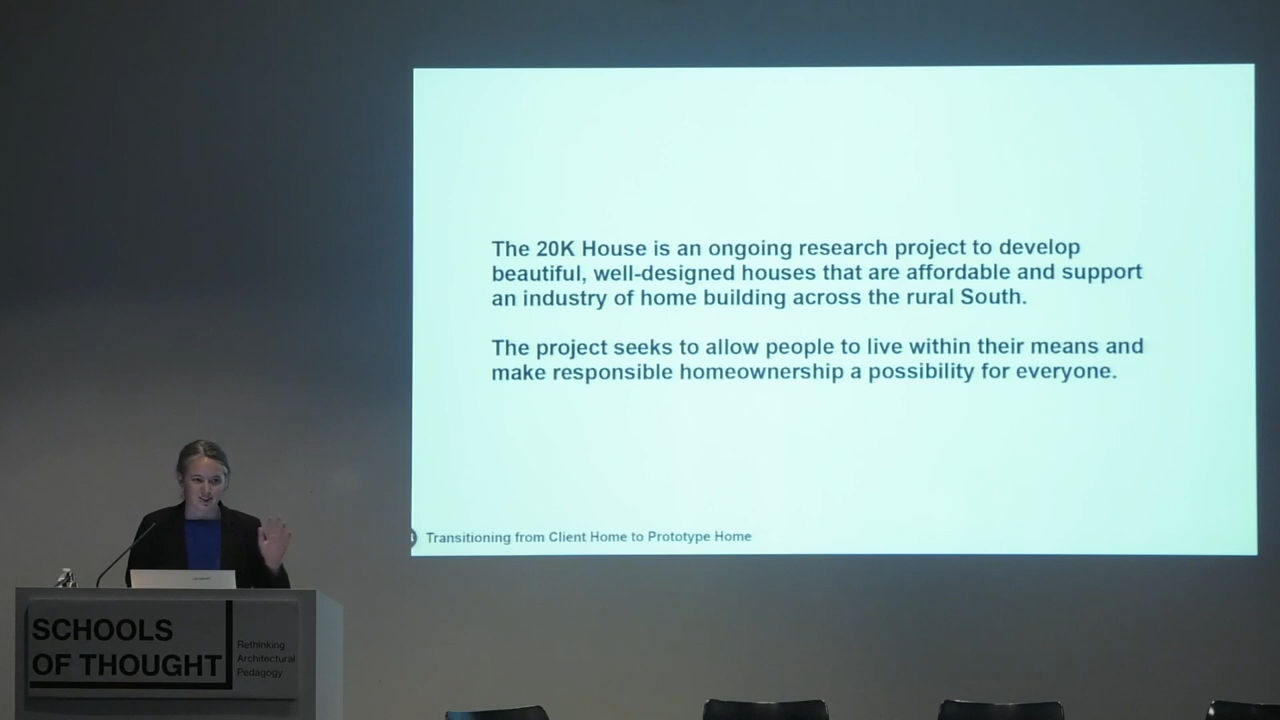 The 20K House is an ongoing research project to develop
beautiful, well-designed houses that are affordable and support
an industry of home building across the rural South.
The project seeks to allow people to live within their means and
make responsible homeownership a possibility for everyone.
Transitioning from Client Home to Prototype Home
SCHOOLS
OF THOUGHT
Rethinking
Architectural
Pedagogy